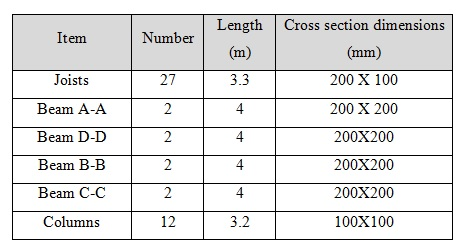 Item Number Length (m) Cross section dimensions (mm)
Joists 27 3.3 200 X 100
Beam A-A 2 4 200 X 200
Beam D-D 2 4 200X200
Beam B-B 2 4 200X200
Beam C-C 2 4 200X200
Columns 12 3.2 100X100